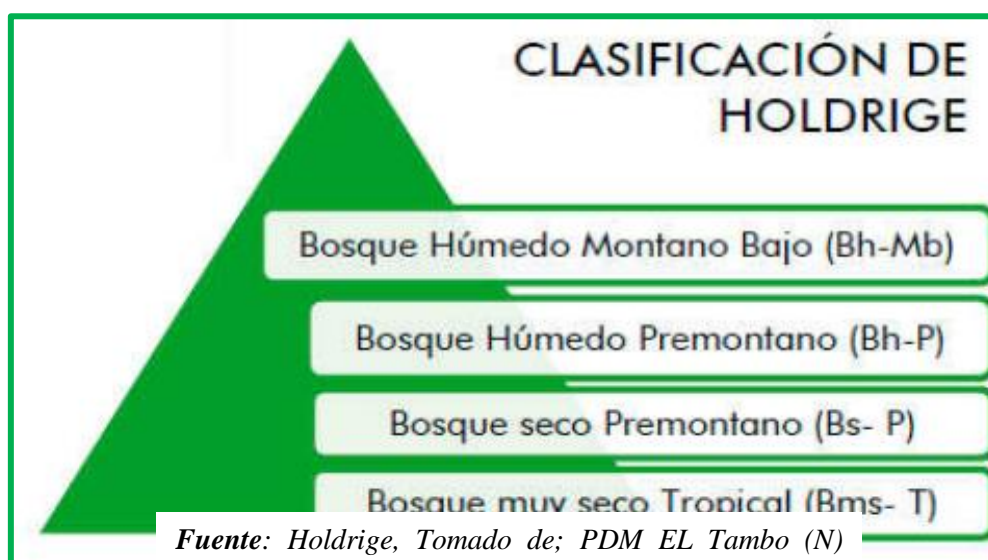 CLASIFICACIÓN DE
HOLDRIGE
Bosque Húmedo Montano Bajo (Bh-Mb)
Bosque Húmedo Premontano (Bh-P)
Bosque seco Premontano (Bs- P)
Bosque muy seco Tropical (Bms- T)
Fuente: Holdrige, Tomado de; PDM EL Tambo (N)